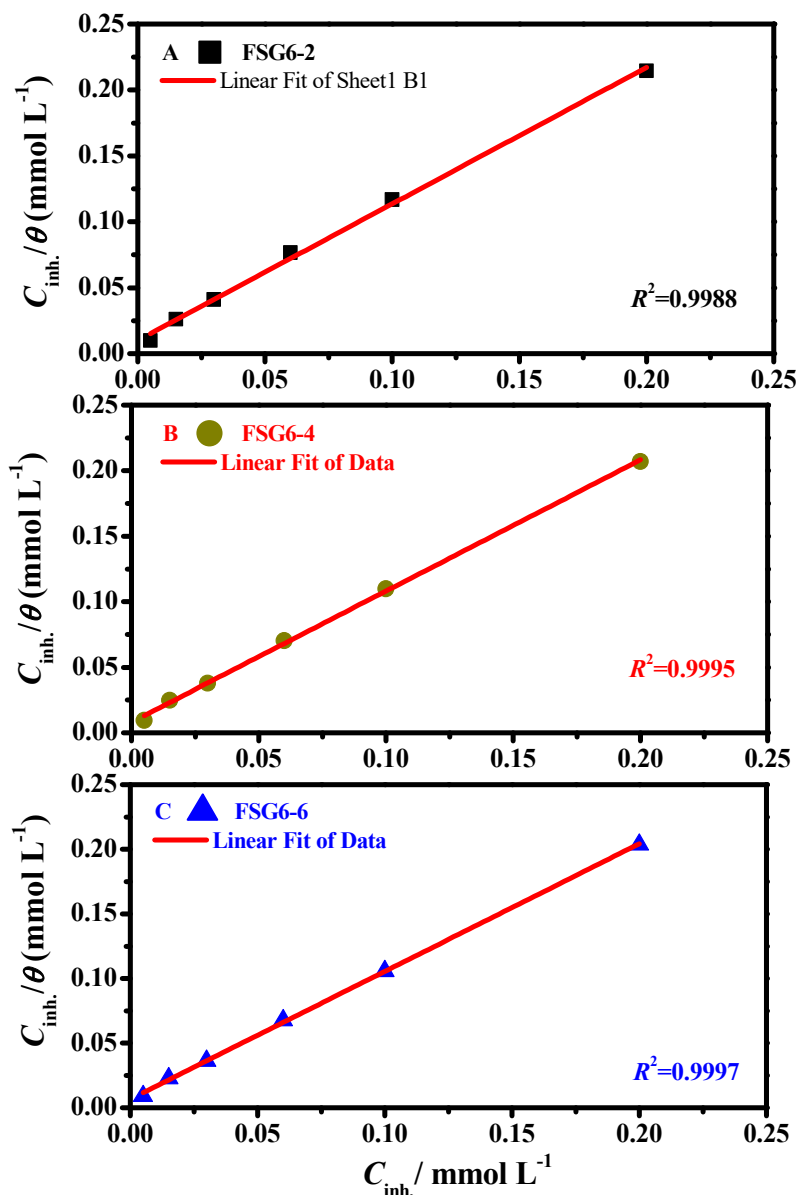 A FSG6-2
Linear Fit of Sheet1 B1
C_inh./θ (mmol L⁻¹)
0.25
0.20
0.15
0.10
0.05
0.00
R²=0.9988
0.00 0.05 0.10 0.15 0.20 0.25
B FSG6-4
Linear Fit of Data
C_inh./θ (mmol L⁻¹)
0.25
0.20
0.15
0.10
0.05
0.00
R²=0.9995
0.00 0.05 0.10 0.15 0.20 0.25
C FSG6-6
Linear Fit of Data
C_inh./θ (mmol L⁻¹)
0.25
0.20
0.15
0.10
0.05
0.00
R²=0.9997
0.00 0.05 0.10 0.15 0.20 0.25
C_inh./ mmol L⁻¹